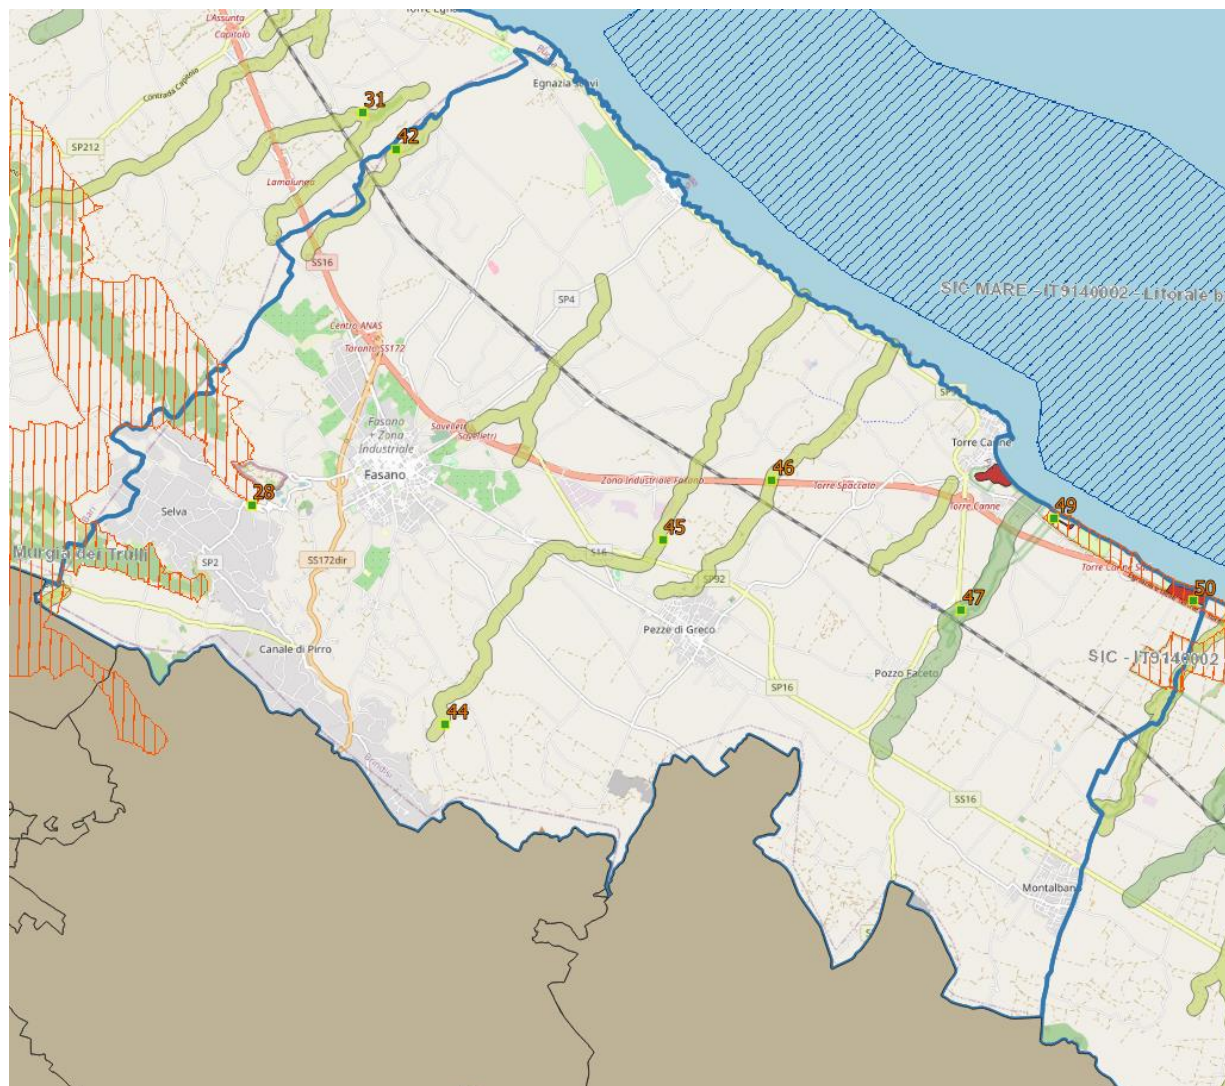 L'Assunta
Capitolo
Contrada Capitolo
31
42
Egnazia
SP212
Lamalunga
SS16
SP4
SIC MARE - IT9140002 - Litorale b
Centro ANAS
Taranto SS172
Fasano
+ Zona
Industriale
Savelletri
Savelletri
Torre Canne
Fasano
46
Zona Industriale Fasano
Torre Spaccata
28
Torre Canne
49
Selva
45
Murgia dei Trulli
SP2
SS172dir
SP92
Torre Canne
50
47
Pezze di Greco
Canale di Pirro
SIC - IT9140002
Pozzo Faceto
SP16
44
Brindisi
SS16
Montalbano